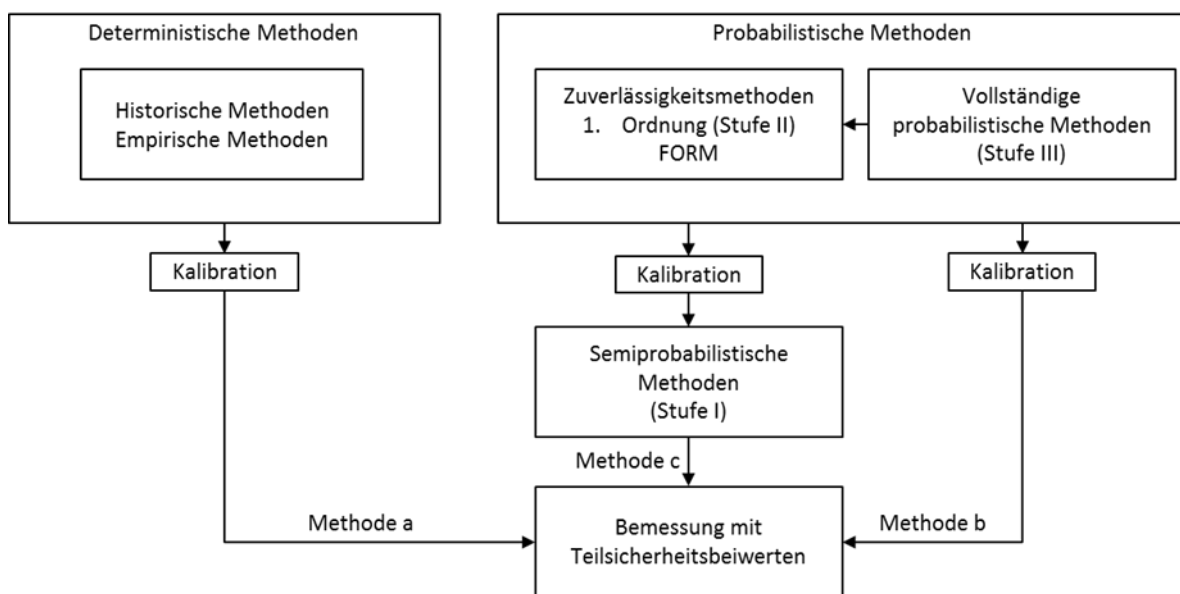 Deterministische Methoden
Historische Methoden
Empirische Methoden
Probabilistische Methoden
Zuverlässigkeitsmethoden
1. Ordnung (Stufe II)
FORM
Vollständige
probabilistische Methoden
(Stufe III)
Kalibration
Kalibration
Kalibration
Semiprobabilistische
Methoden
(Stufe I)
Methode c
Methode a
Bemessung mit
Teilsicherheitsbeiwerten
Methode b